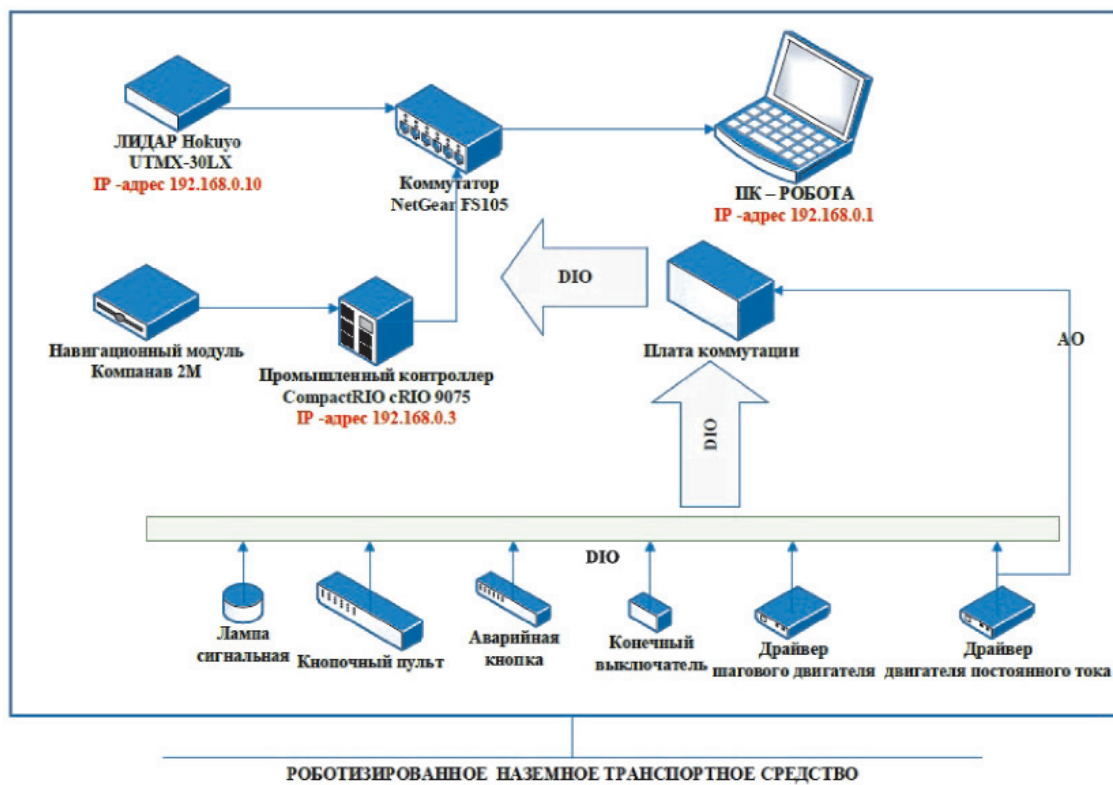 ЛИДАР Hokuyo
UTMX-30LX
IP -адрес 192.168.0.10
Коммутатор
NetGear FS105
ПК – РОБОТА
IP -адрес 192.168.0.1
DIO
Навигационный модуль
Компанав 2М
Промышленный контроллер
CompactRIO cRIO 9075
IP -адрес 192.168.0.3
Плата коммутации
AO
DIO
DIO
Лампа
сигнальная
Кнопочный пульт
Аварийная
кнопка
Конечный
выключатель
Драйвер
шагового двигателя
Драйвер
двигателя постоянного тока
РОБОТИЗИРОВАННОЕ НАЗЕМНОЕ ТРАНСПОРТНОЕ СРЕДСТВО